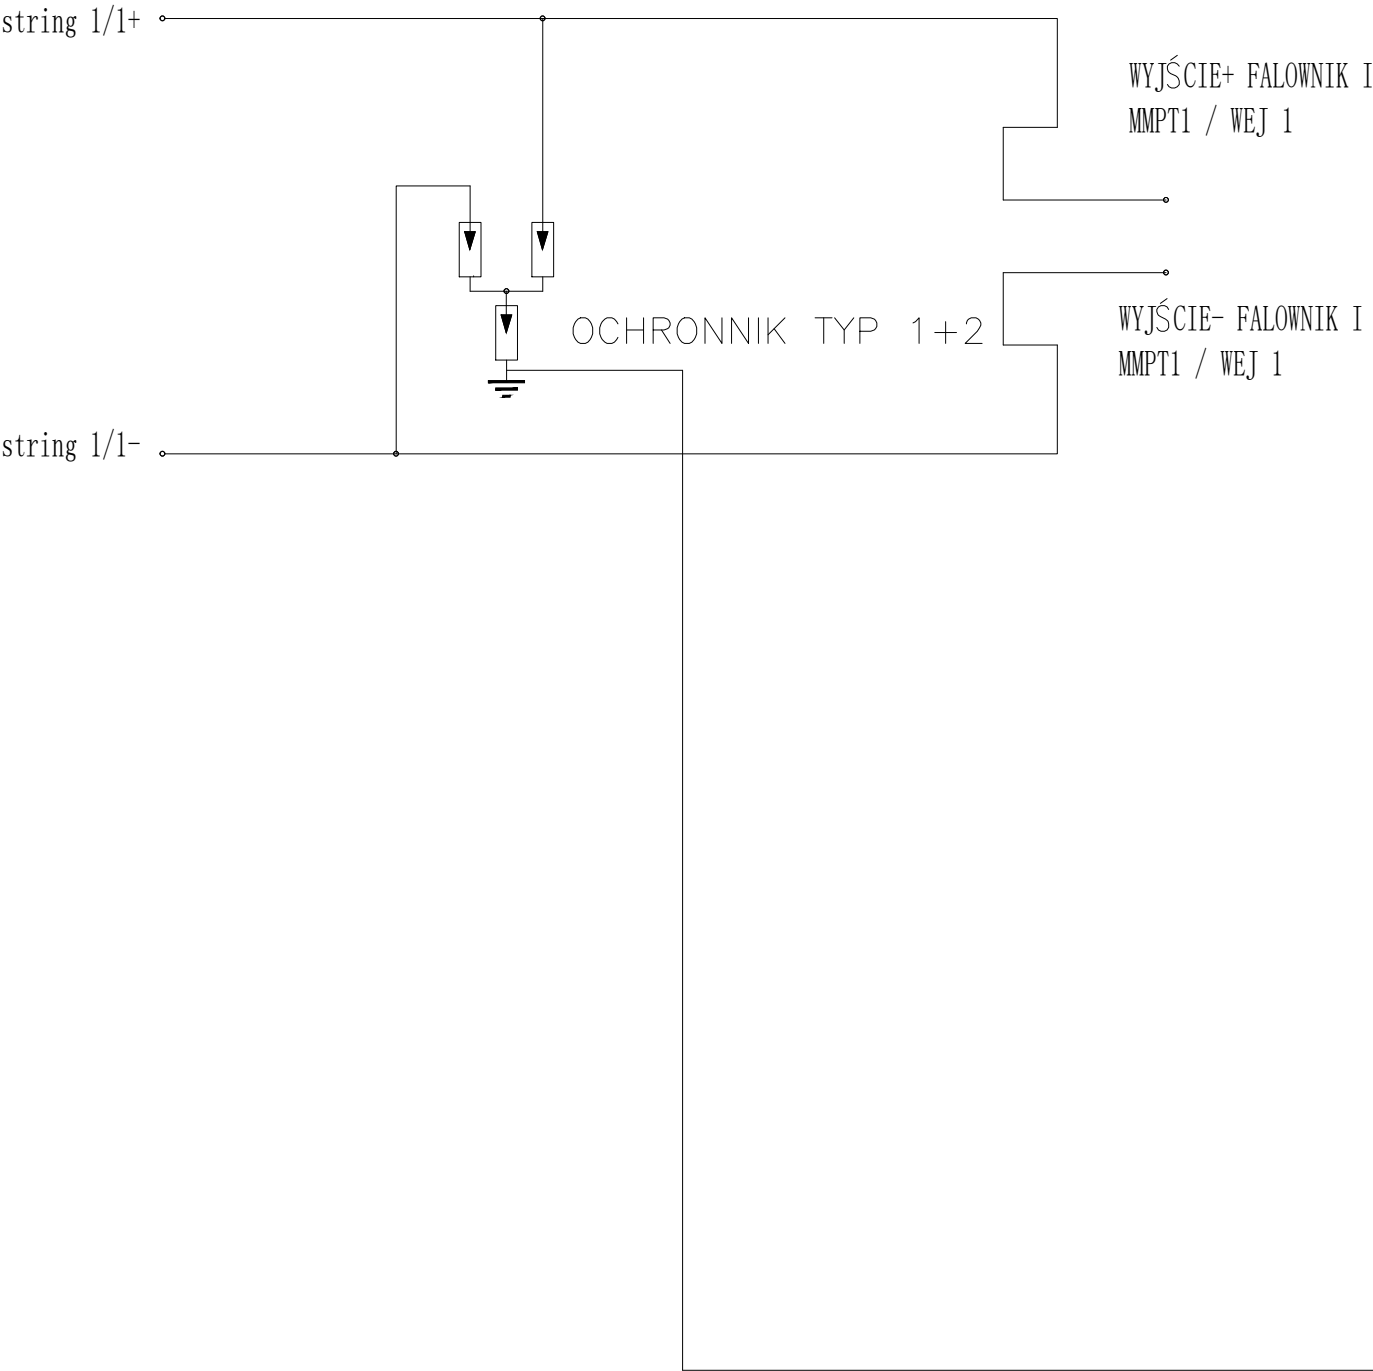 string 1/1+
WYJŚCIE+ FALOWNIK I
MMPT1 / WEJ 1
OCHRONNIK TYP 1+2
WYJŚCIE- FALOWNIK I
MMPT1 / WEJ 1
string 1/1-